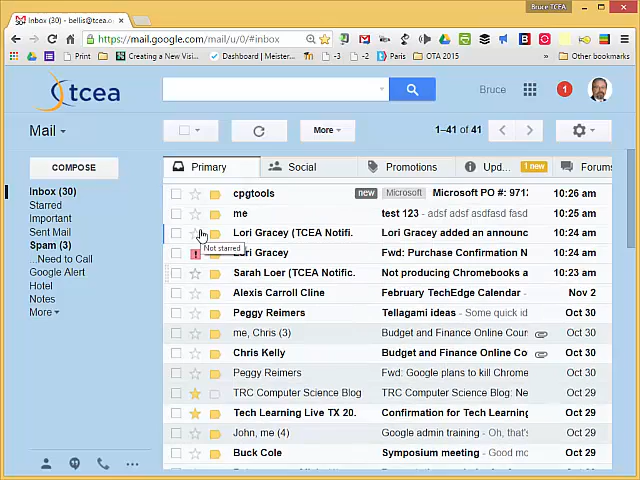 Bruce TCEA
Inbox (30) - bellis@tcea.o
https://mail.google.com/mail/u/0/#inbox
Apps Print Creating a New Visi... Dashboard | Meister... -3 -2 Paris OTA 2015 Other bookmarks
tcea
Bruce 1
Mail
More
1–41 of 41
COMPOSE
Primary Social Promotions Upd... 1 new Forums
Inbox (30)
Starred
Important
Sent Mail
Spam (3)
...Need to Call
Google Alert
Hotel
Notes
More
cpgtools new Microsoft Microsoft PO #: 9712 10:26 am
me test 123 - adsf adsf asdfasd fasdf 10:26 am
Lori Gracey (TCEA Notifi. Lori Gracey added an announc 10:24 am
Not starred
Lori Gracey Fwd: Purchase Confirmation N 10:24 am
Sarah Loer (TCEA Notific. Not producing Chromebooks a 10:23 am
Alexis Carroll Cline February TechEdge Calendar - Nov 2
Peggy Reimers Tellagami ideas - Some quick id Oct 30
me, Chris (3) Budget and Finance Online Cour Oct 30
Chris Kelly Budget and Finance Online Co Oct 30
Peggy Reimers Fwd: Google plans to kill Chrome Oct 30
TRC Computer Science Blog TRC Computer Science Blog Oct 29
Tech Learning Live TX 20. Confirmation for Tech Learning Oct 29
John, me (4) Google admin training - Oh, that's Oct 29
Buck Cole Symposium meeting - excellent! Oct 29